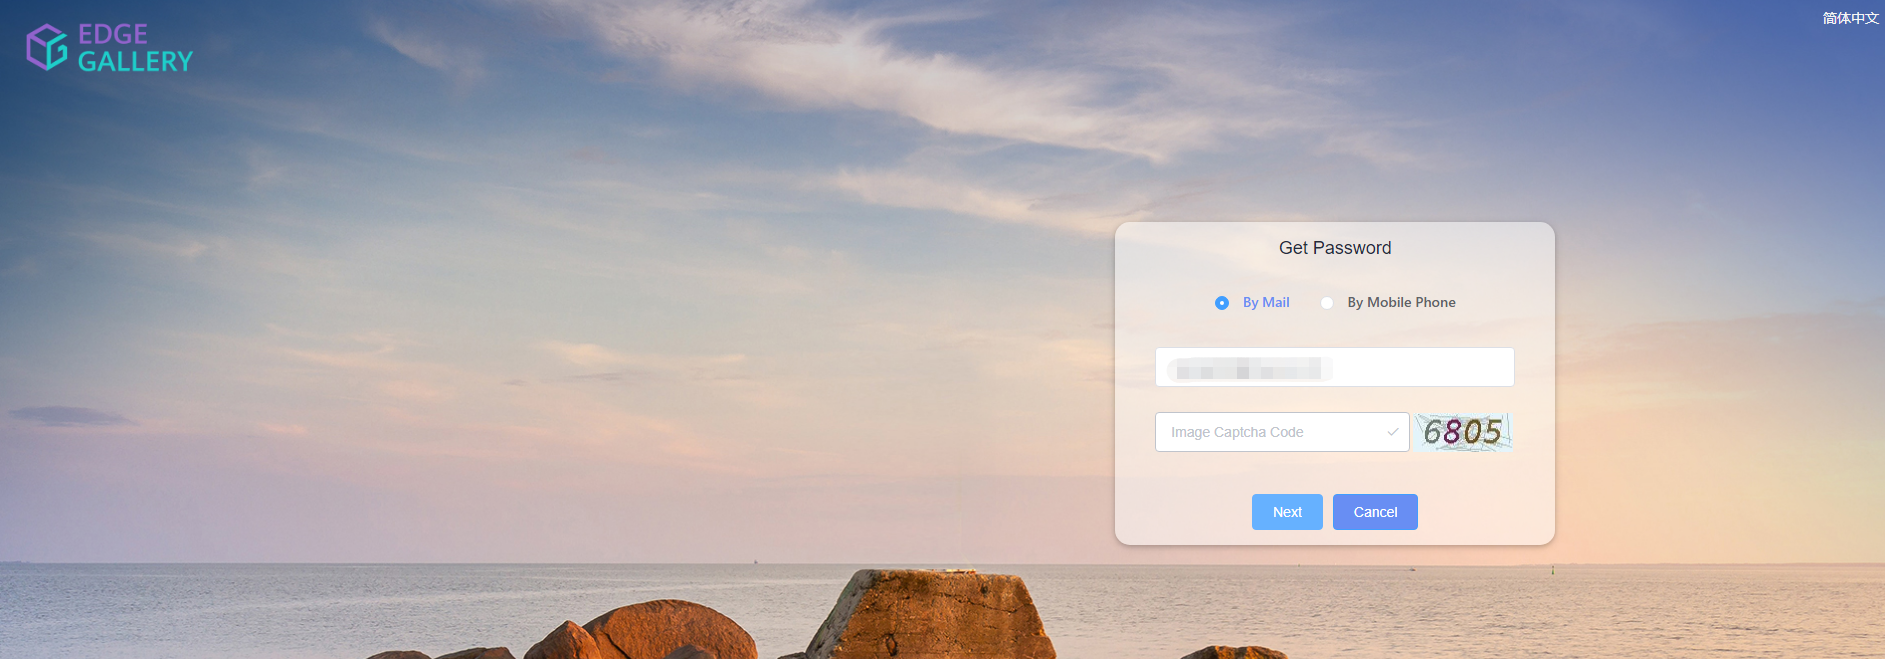 EDGE
GALLERY
简体中文
Get Password
By Mail
By Mobile Phone
Image Captcha Code
6805
Next
Cancel